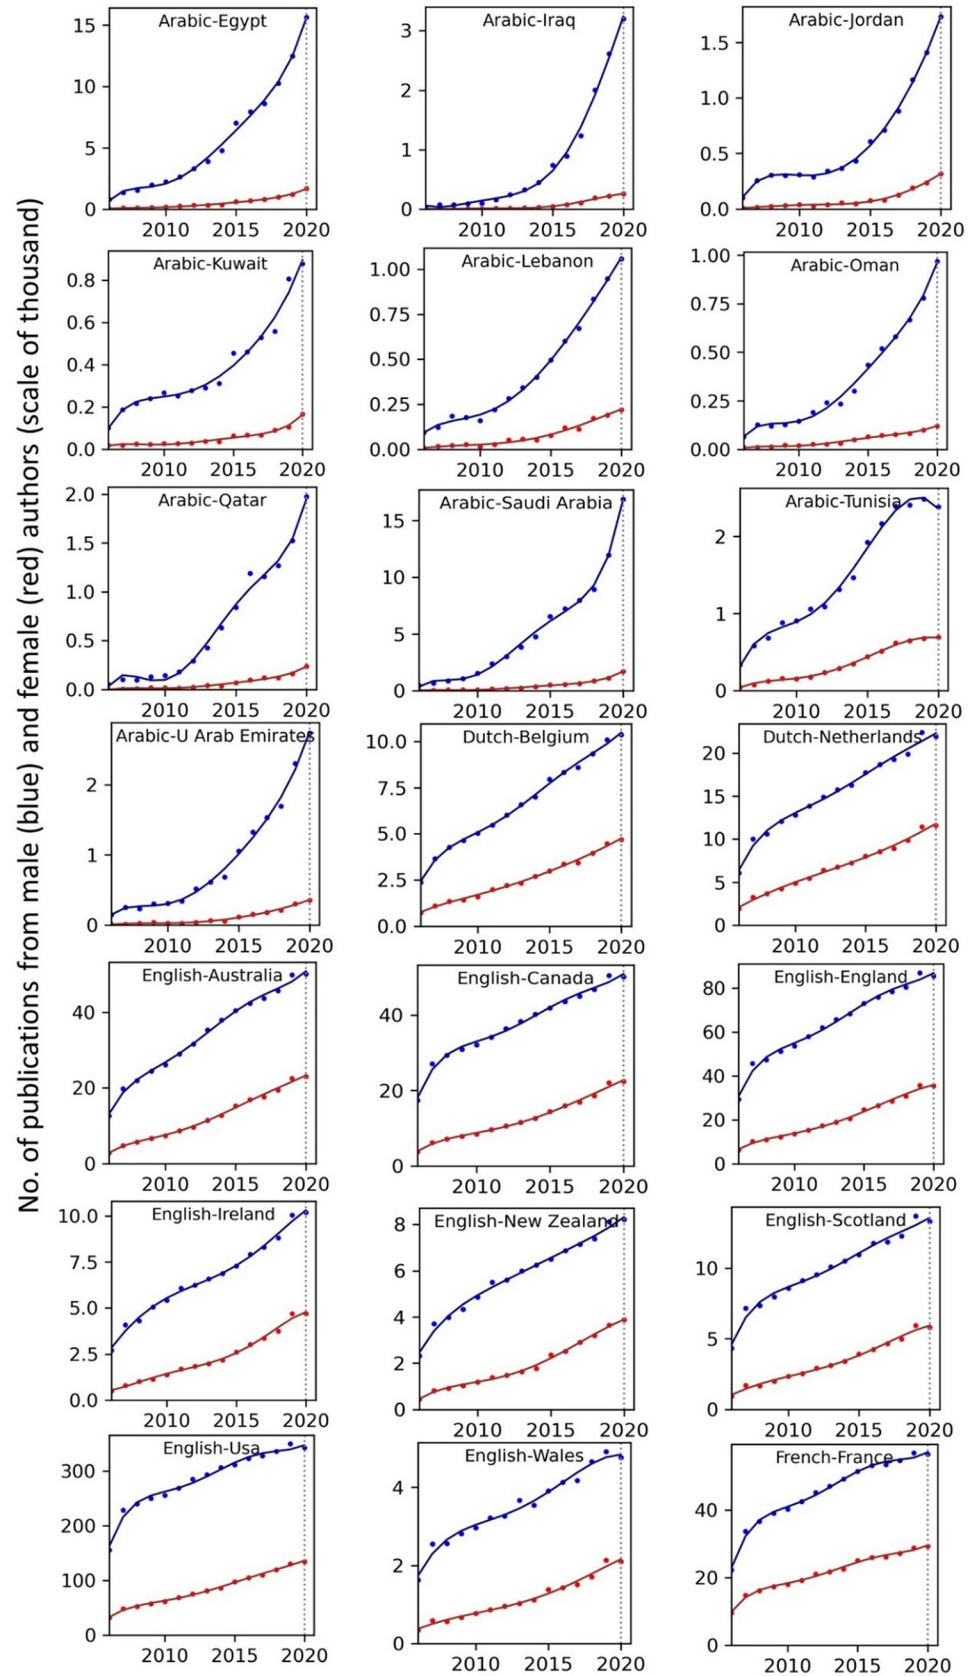 No. of publications from male (blue) and female (red) authors (scale of thousand)
Arabic-Egypt
15
10
5
0
2010 2015 2020
Arabic-Iraq
3
2
1
0
2010 2015 2020
Arabic-Jordan
1.5
1.0
0.5
0.0
2010 2015 2020
Arabic-Kuwait
0.8
0.6
0.4
0.2
0.0
2010 2015 2020
Arabic-Lebanon
1.00
0.75
0.50
0.25
0.00
2010 2015 2020
Arabic-Oman
1.00
0.75
0.50
0.25
0.00
2010 2015 2020
Arabic-Qatar
2.0
1.5
1.0
0.5
0.0
2010 2015 2020
Arabic-Saudi Arabia
15
10
5
0
2010 2015 2020
Arabic-Tunisia
2
1
0
2010 2015 2020
Arabic-U Arab Emirates
2
1
0
2010 2015 2020
Dutch-Belgium
10.0
7.5
5.0
2.5
0.0
2010 2015 2020
Dutch-Netherlands
20
15
10
5
0
2010 2015 2020
English-Australia
40
20
0
2010 2015 2020
English-Canada
40
20
0
2010 2015 2020
English-England
80
60
40
20
0
2010 2015 2020
English-Ireland
10.0
7.5
5.0
2.5
0.0
2010 2015 2020
English-New Zealand
8
6
4
2
0
2010 2015 2020
English-Scotland
10
5
0
2010 2015 2020
English-Usa
300
200
100
0
2010 2015 2020
English-Wales
4
2
0
2010 2015 2020
French-France
40
20
0
2010 2015 2020